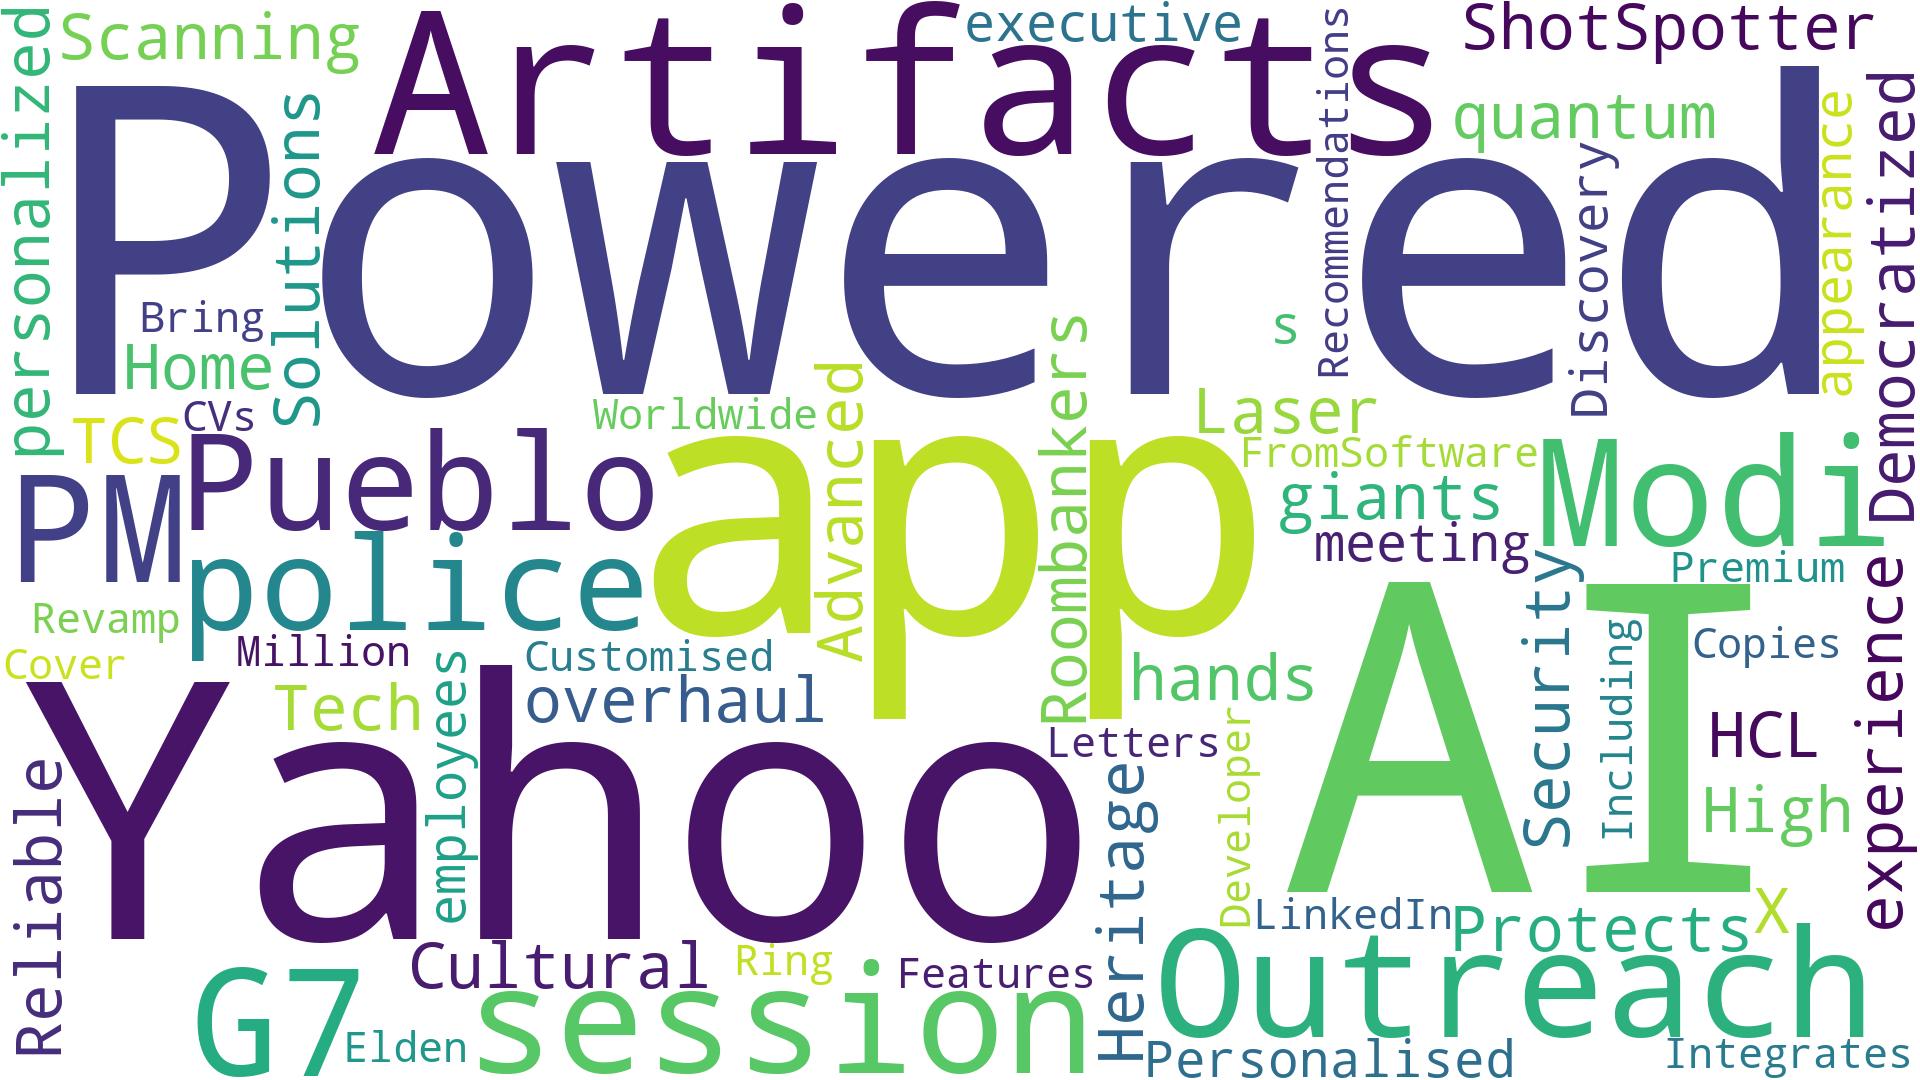 personalized
Scanning
Artifacts
executive
ShotSpotter
Powered
Solutions
Recommendations
quantum
Discovery
appearance
Democratized
Bring
Home
s
CVs
TCS
Worldwide
Advanced
Roombankers
Laser
FromSoftware
PM
Pueblo
app
giants
Modi
police
meeting
Premium
Revamp
Million
Customised
Cover
employees
Tech
overhaul
hands
AI
Security
Including
Copies
experience
Yahoo
Letters
Developer
HCL
High
Reliable
Heritage
LinkedIn
Protects
X
Cultural
Ring
Features
Outreach
G7
session
Elden
Personalised
Integrates